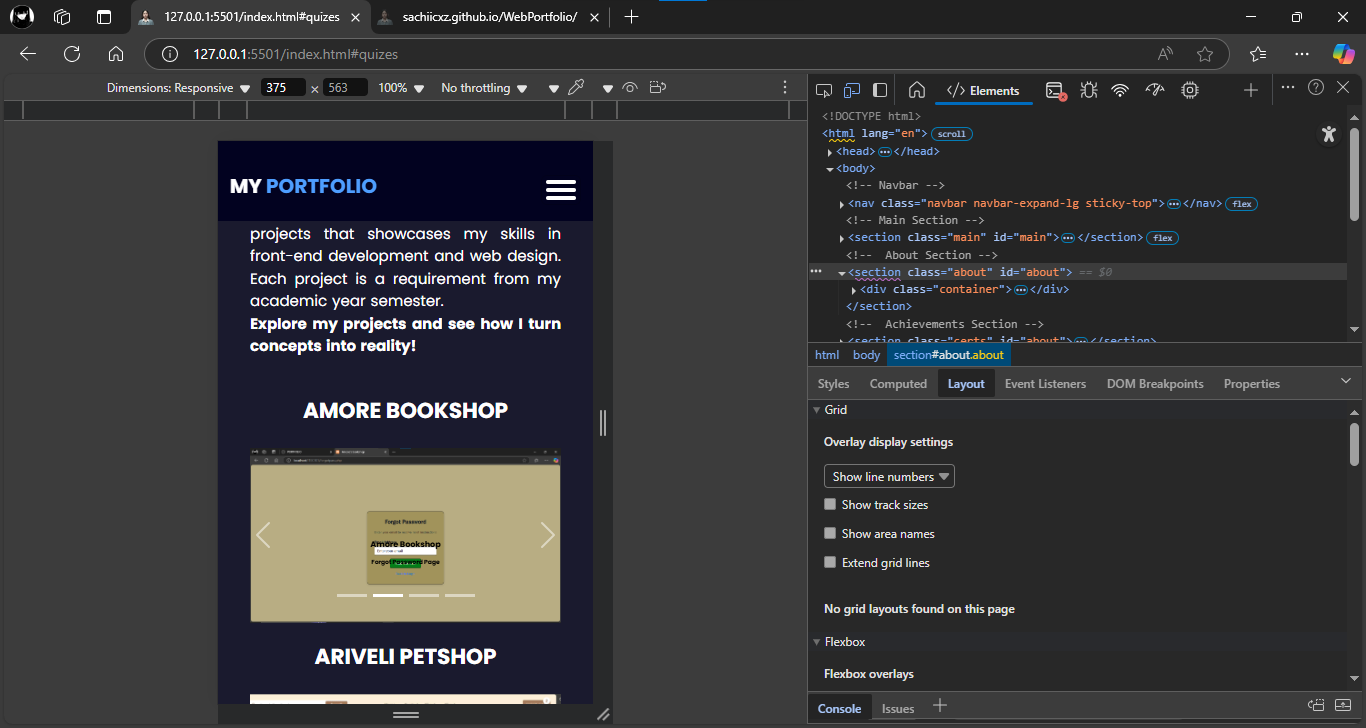 127.0.0.1:5501/index.html#quizes
sachiicxz.github.io/WebPortfolio/
127.0.0.1:5501/index.html#quizes
Dimensions: Responsive
375
x
563
100%
No throttling
MY PORTFOLIO
projects that showcases my skills in
front-end development and web design.
Each project is a requirement from my
academic year semester.
Explore my projects and see how I turn
concepts into reality!
AMORE BOOKSHOP
Forgot Password
Amore Bookshop
Forgot Password Page
ARIVELI PETSHOP
Elements
<!DOCTYPE html>
<html lang="en"> scroll
<head> </head>
<body>
<!-- Navbar -->
<nav class="navbar navbar-expand-lg sticky-top"> </nav> flex
<!-- Main Section -->
<section class="main" id="main"> </section> flex
<!--  About Section -->
<section class="about" id="about"> == $0
<div class="container"> </div>
</section>
<!--  Achievements Section -->
<section class="certs" id="about"> </section>
html body section#about.about
Styles Computed Layout Event Listeners DOM Breakpoints Properties
Grid
Overlay display settings
Show line numbers
Show track sizes
Show area names
Extend grid lines
No grid layouts found on this page
Flexbox
Flexbox overlays
Console Issues